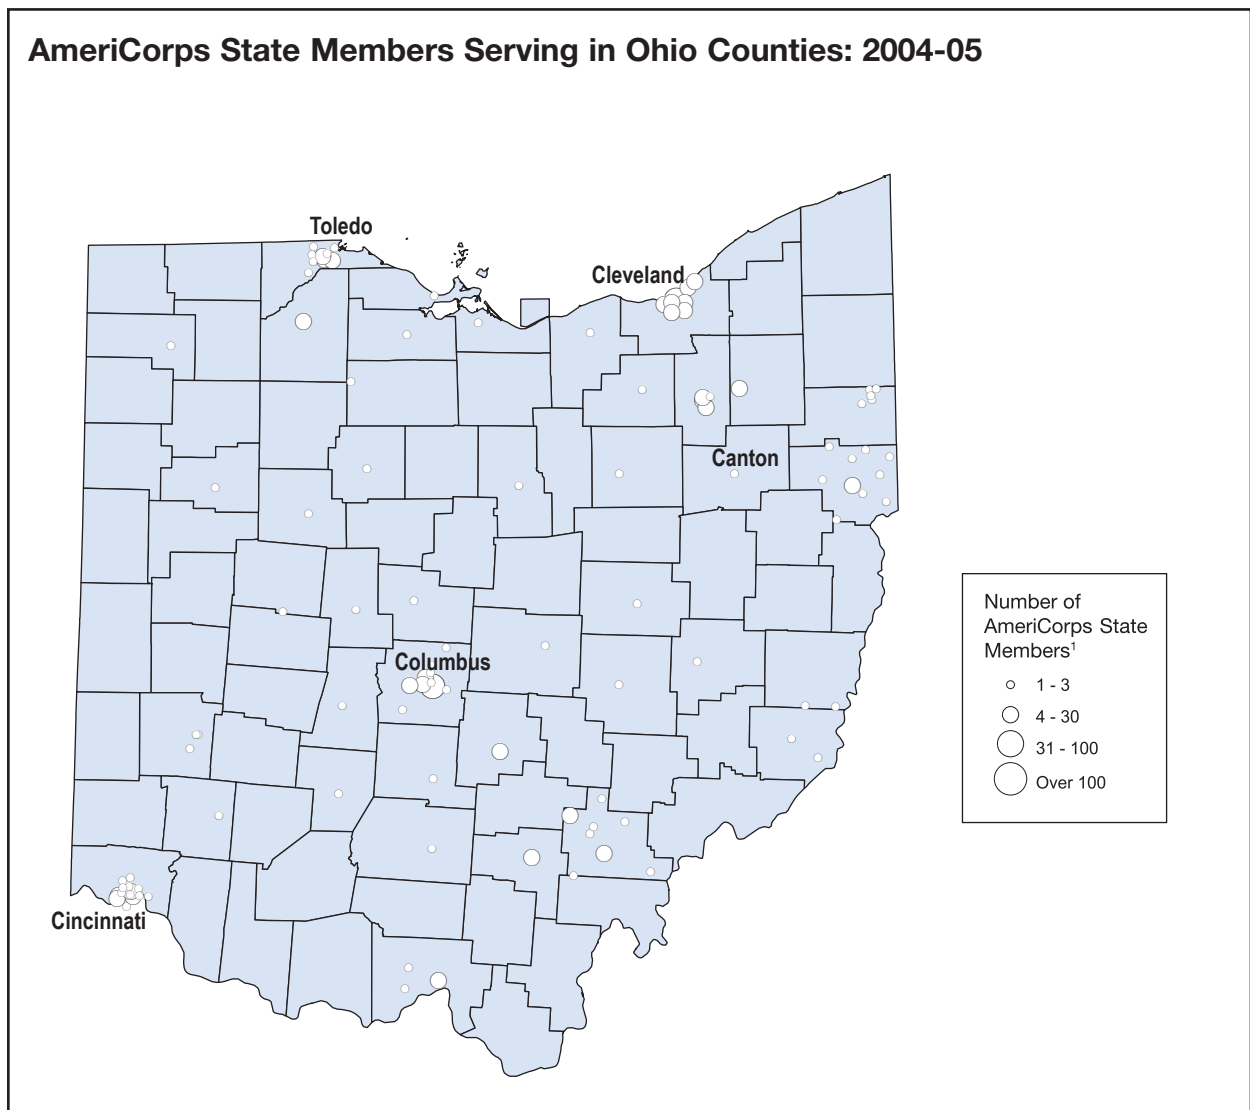 AmeriCorps State Members Serving in Ohio Counties: 2004-05
Toledo
Cleveland
Canton
Columbus
Cincinnati
Number of
AmeriCorps State
Members¹
1 - 3
4 - 30
31 - 100
Over 100